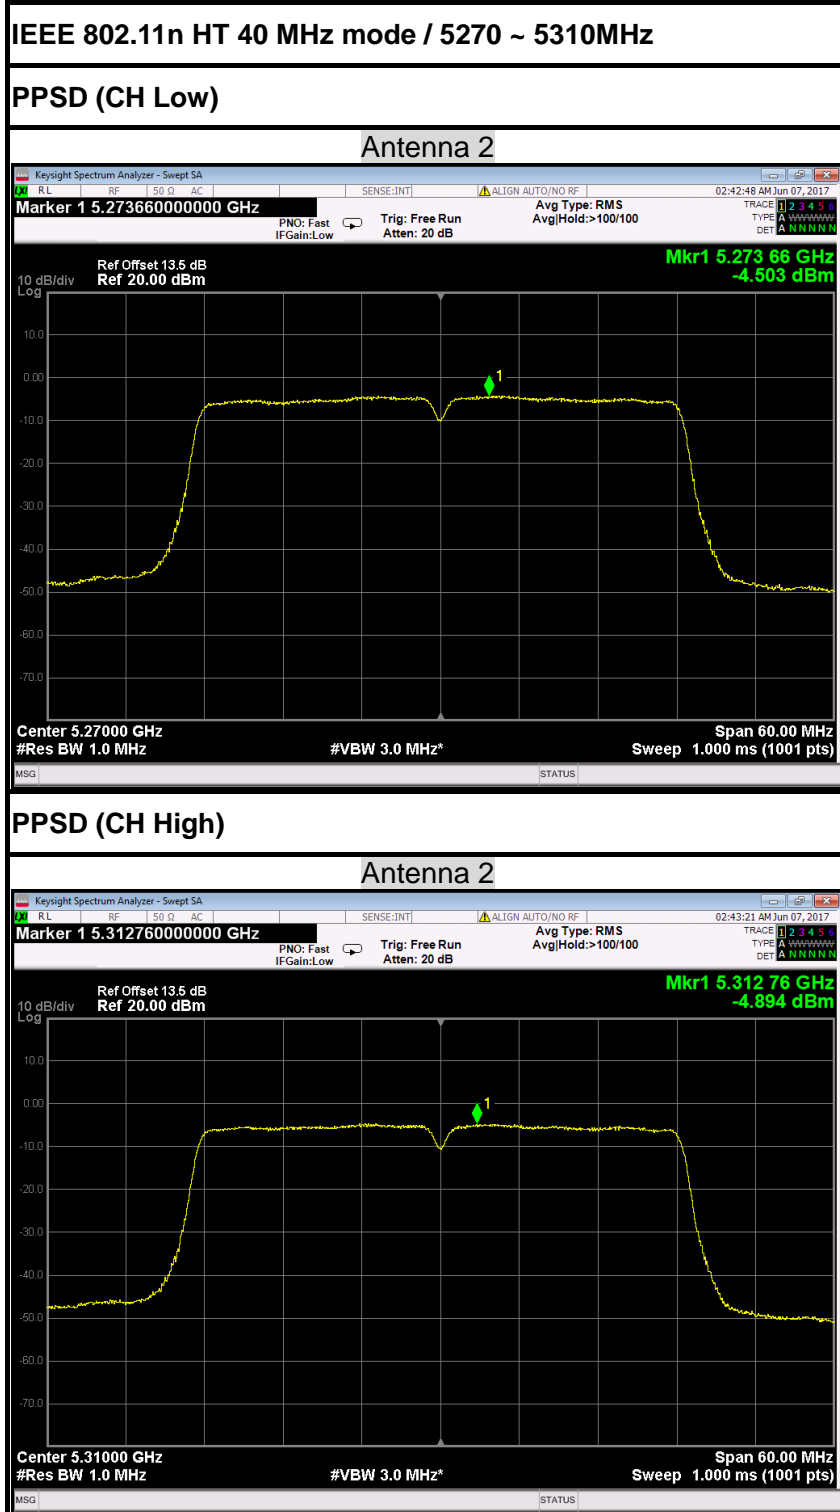 IEEE 802.11n HT 40 MHz mode / 5270 ~ 5310MHz
PPSD (CH Low)
Antenna 2
Keysight Spectrum Analyzer - Swept SA
LXI RL RF 50 Ω AC SENSE:INT ALIGN AUTO/NO RF 02:42:48 AM Jun 07, 2017
Marker 1 5.273660000000 GHz
PNO: Fast
IFGain:Low
Trig: Free Run
Atten: 20 dB
Avg Type: RMS
Avg|Hold:>100/100
TRACE 1 2 3 4 5 6
TYPE A WWWWW
DET A N N N N N
Mkr1 5.273 66 GHz
-4.503 dBm
Ref Offset 13.5 dB
10 dB/div Ref 20.00 dBm
Log
10.0
0.00
-10.0
-20.0
-30.0
-40.0
-50.0
-60.0
-70.0
1
Center 5.27000 GHz Span 60.00 MHz
#Res BW 1.0 MHz #VBW 3.0 MHz* Sweep 1.000 ms (1001 pts)
MSG STATUS
PPSD (CH High)
Antenna 2
Keysight Spectrum Analyzer - Swept SA
LXI RL RF 50 Ω AC SENSE:INT ALIGN AUTO/NO RF 02:43:21 AM Jun 07, 2017
Marker 1 5.312760000000 GHz
PNO: Fast
IFGain:Low
Trig: Free Run
Atten: 20 dB
Avg Type: RMS
Avg|Hold:>100/100
TRACE 1 2 3 4 5 6
TYPE A WWWWW
DET A N N N N N
Mkr1 5.312 76 GHz
-4.894 dBm
Ref Offset 13.5 dB
10 dB/div Ref 20.00 dBm
Log
10.0
0.00
-10.0
-20.0
-30.0
-40.0
-50.0
-60.0
-70.0
1
Center 5.31000 GHz Span 60.00 MHz
#Res BW 1.0 MHz #VBW 3.0 MHz* Sweep 1.000 ms (1001 pts)
MSG STATUS